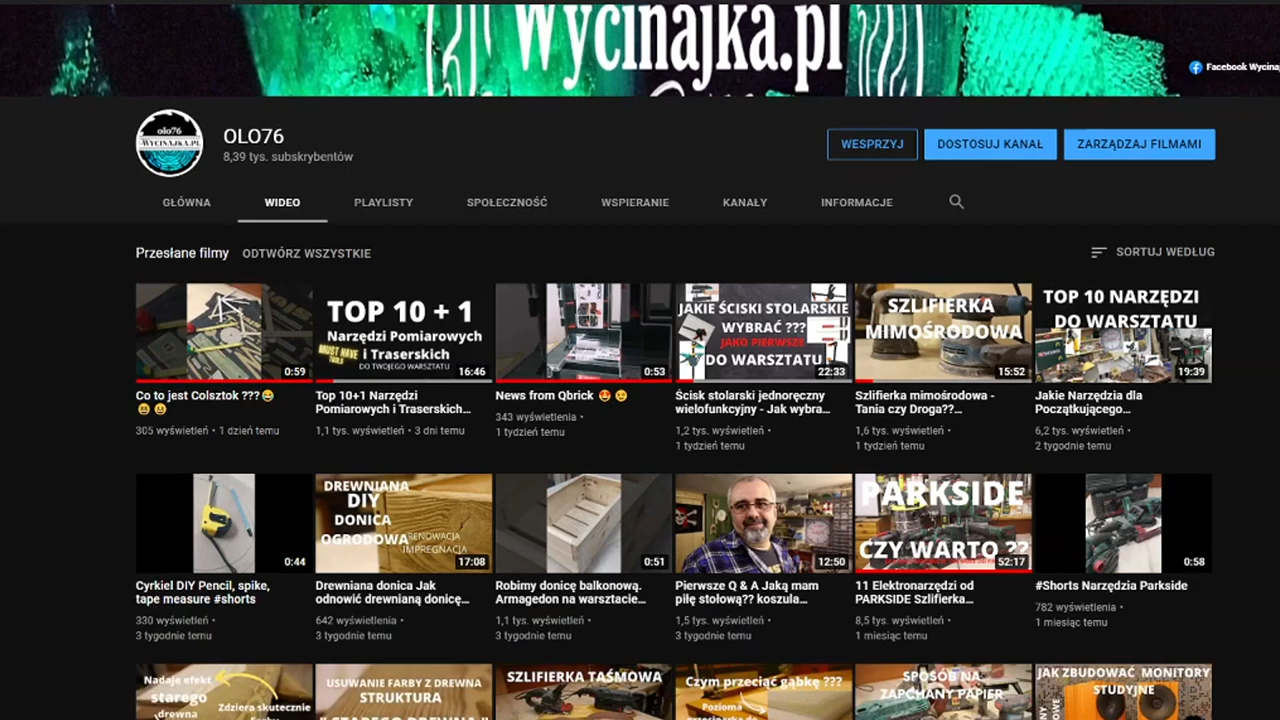 Wycinajka.pl
Facebook Wycina
olo76
WYCINAJKA.PL
OLO76
8,39 tys. subskrybentów
WESPRZYJ
DOSTOSUJ KANAŁ
ZARZĄDZAJ FILMAMI
GŁÓWNA
WIDEO
PLAYLISTY
SPOŁECZNOŚĆ
WSPIERANIE
KANAŁY
INFORMACJE
Przesłane filmy
ODTWÓRZ WSZYSTKIE
SORTUJ WEDŁUG
0:59
Co to jest Colsztok ???😂
😆 😆
305 wyświetleń • 1 dzień temu
TOP 10 + 1
Narzędzi Pomiarowych
MUST HAVE
TOOLS
i Traserskich
DO TWOJEGO WARSZTATU
16:46
Top 10+1 Narzędzi
Pomiarowych i Traserskich...
1,1 tys. wyświetleń • 3 dni temu
0:53
News from Qbrick 😍 😉
343 wyświetlenia •
1 tydzień temu
JAKIE ŚCISKI STOLARSKIE
WYBRAĆ ???
JAKO PIERWSZE
DO WARSZTATU
22:33
Ścisk stolarski jednoręczny
wielofunkcyjny - Jak wybra...
1,2 tys. wyświetleń •
1 tydzień temu
SZLIFIERKA
MIMOŚRODOWA
15:52
Szlifierka mimośrodowa -
Tania czy Droga??...
1,6 tys. wyświetleń •
1 tydzień temu
TOP 10 NARZĘDZI
DO WARSZTATU
19:39
Jakie Narzędzia dla
Początkującego...
6,2 tys. wyświetleń •
2 tygodnie temu
0:44
Cyrkiel DIY Pencil, spike,
tape measure #shorts
330 wyświetleń •
3 tygodnie temu
DREWNIANA
DIY
DONICA
OGRODOWA
RENOWACJA
IMPREGNACJA
17:08
Drewniana donica Jak
odnowić drewnianą donicę...
642 wyświetlenia •
3 tygodnie temu
0:51
Robimy donicę balkonową.
Armagedon na warsztacie...
1,1 tys. wyświetleń •
3 tygodnie temu
12:50
Pierwsze Q & A Jaką mam
piłę stołową?? koszula...
1,5 tys. wyświetleń •
3 tygodnie temu
PARKSIDE
CZY WARTO ??
52:17
11 Elektronarzędzi od
PARKSIDE Szlifierka...
8,5 tys. wyświetleń •
1 miesiąc temu
0:58
#Shorts Narzędzia Parkside
782 wyświetlenia •
1 miesiąc temu
Nadaje efekt
starego
drewna
Zdziera skutecznie
USUWANIE FARBY Z DREWNA
STRUKTURA
"STAREGO DREWNA"
SZLIFIERKA TAŚMOWA
Czym przeciąć gąbkę ???
Pozioma
SPOSÓB NA
ZAPCHANY PAPIER
JAK ZBUDOWAĆ MONITORY
STUDYJNE